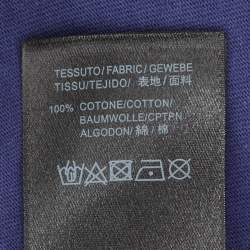 TESSUTO/FABRIC/GEWEBE
TISSU/TEJIDO/ 表地 / 面料
100% COTONE/COTTON/
BAUMWOLLE/CPTPN
ALGODON/ 綿 / 棉